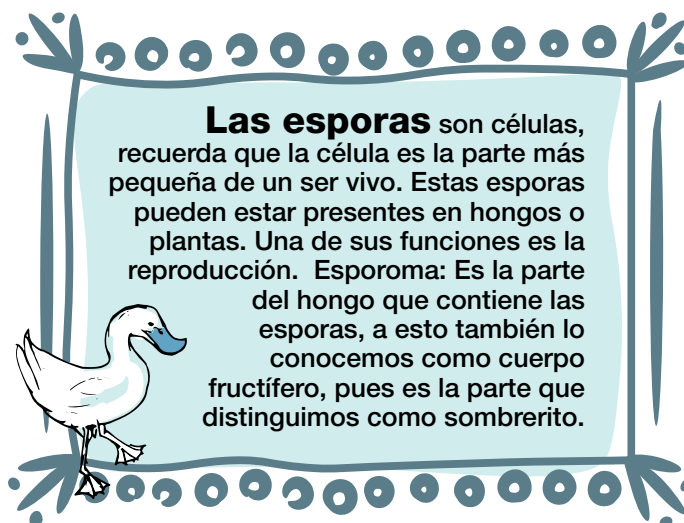 Las esporas son células,
recuerda que la célula es la parte más
pequeña de un ser vivo. Estas esporas
pueden estar presentes en hongos o
plantas. Una de sus funciones es la
reproducción.  Esporoma: Es la parte
del hongo que contiene las
esporas, a esto también lo
conocemos como cuerpo
fructífero, pues es la parte que
distinguimos como sombrerito.